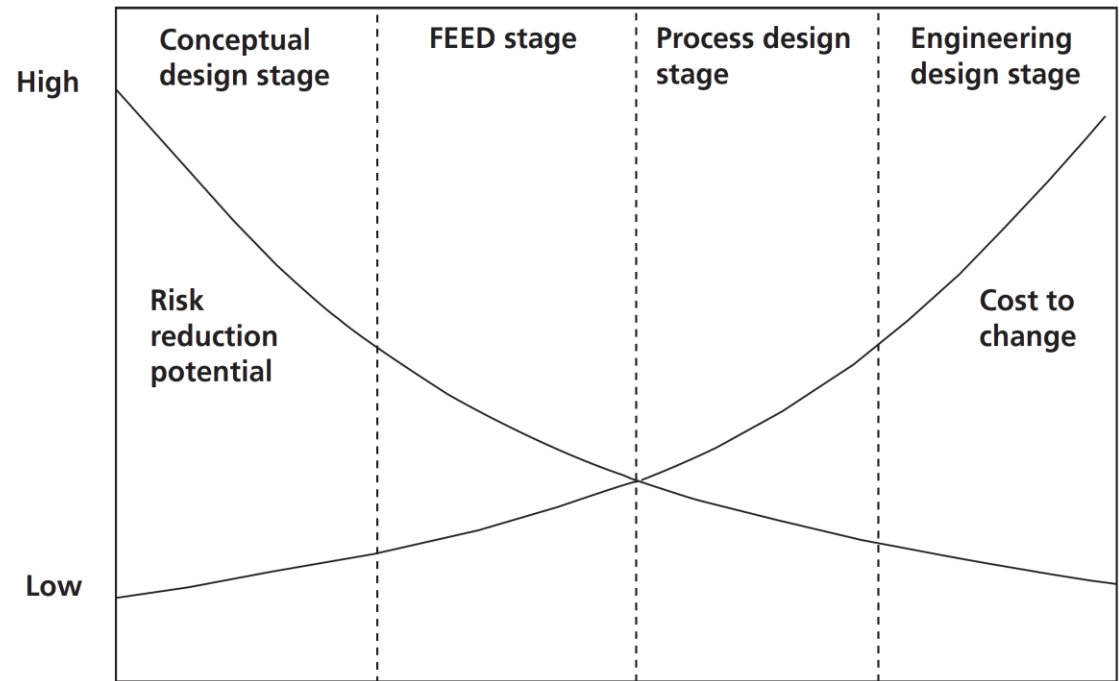 Conceptual
design stage
FEED stage
Process design
stage
Engineering
design stage
High
Risk
reduction
potential
Cost to
change
Low